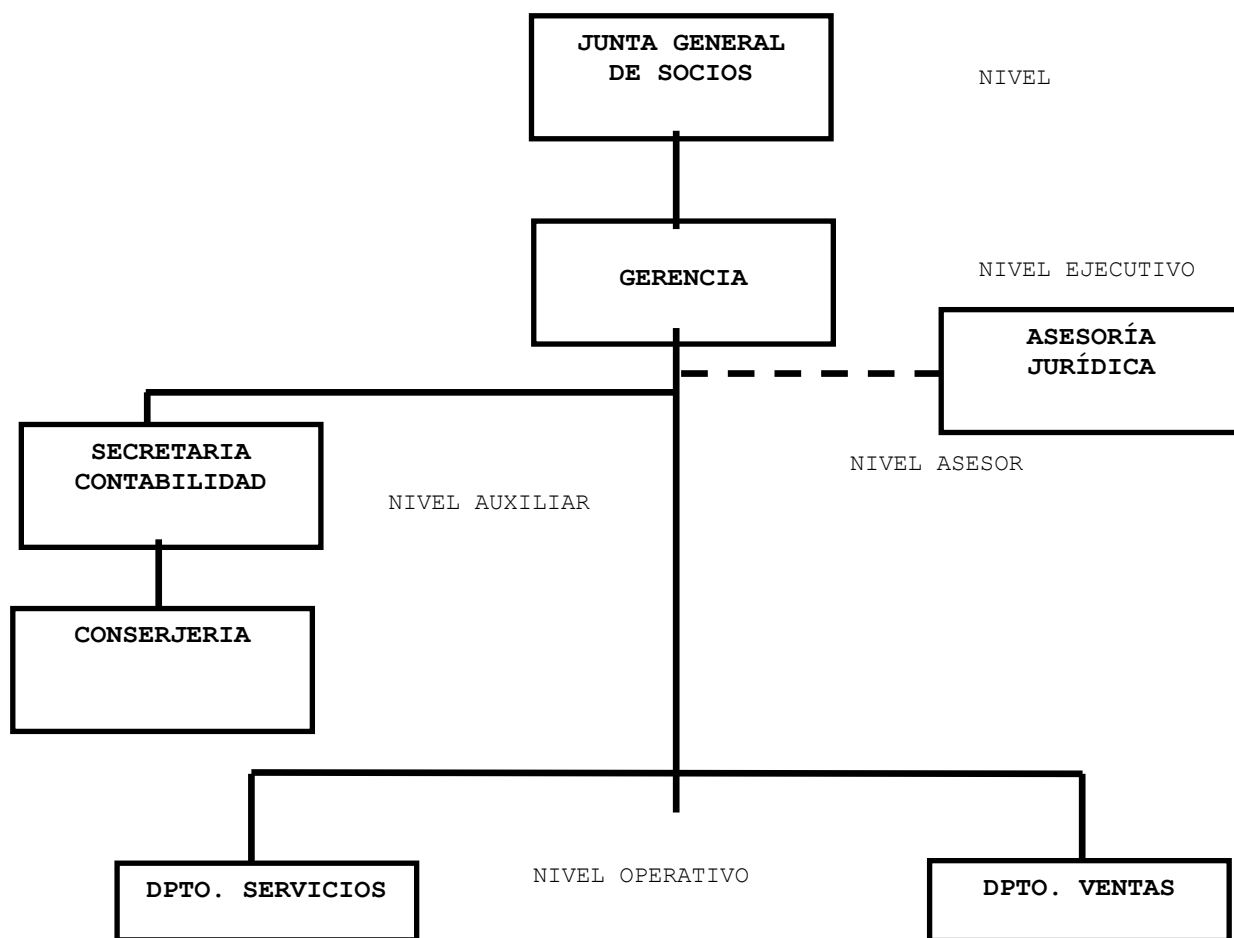 JUNTA GENERAL
DE SOCIOS
NIVEL
GERENCIA
NIVEL EJECUTIVO
ASESORÍA
JURÍDICA
SECRETARIA
CONTABILIDAD
NIVEL ASESOR
NIVEL AUXILIAR
CONSERJERIA
DPTO. SERVICIOS
NIVEL OPERATIVO
DPTO. VENTAS